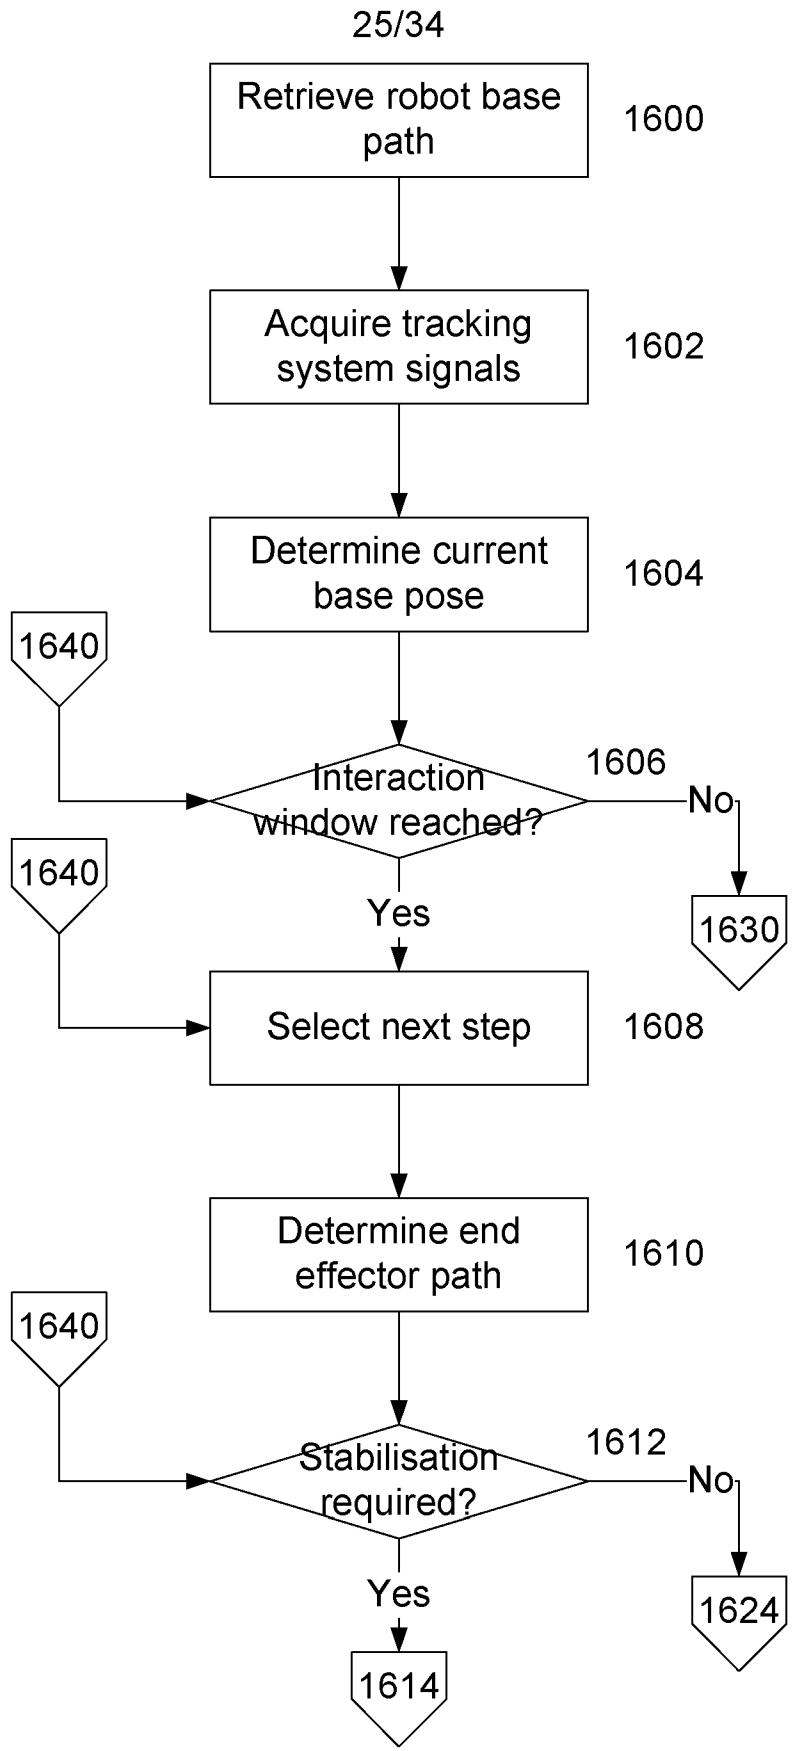 25/34
Retrieve robot base
path
1600
Acquire tracking
system signals
1602
Determine current
base pose
1604
1640
Interaction
window reached?
1606
No
1640
Yes
1630
Select next step
1608
Determine end
effector path
1610
1640
Stabilisation
required?
1612
No
Yes
1624
1614